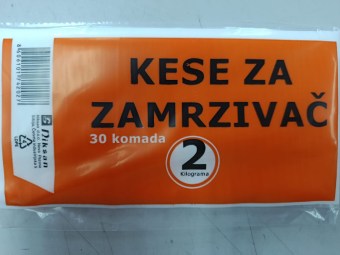 KESE ZA
ZAMRZIVAČ
30 komada
2
Kilograma
Diksan